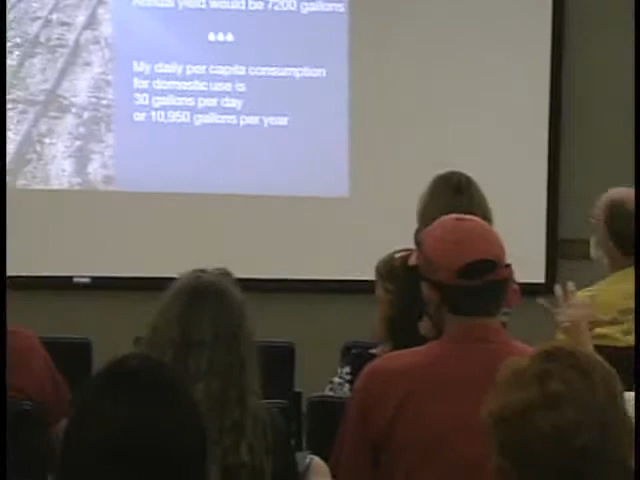 Annual yield would be 7200 gallons
♠♠♠
My daily per capita consumption
for domestic use is
30 gallons per day
or 10,950 gallons per year